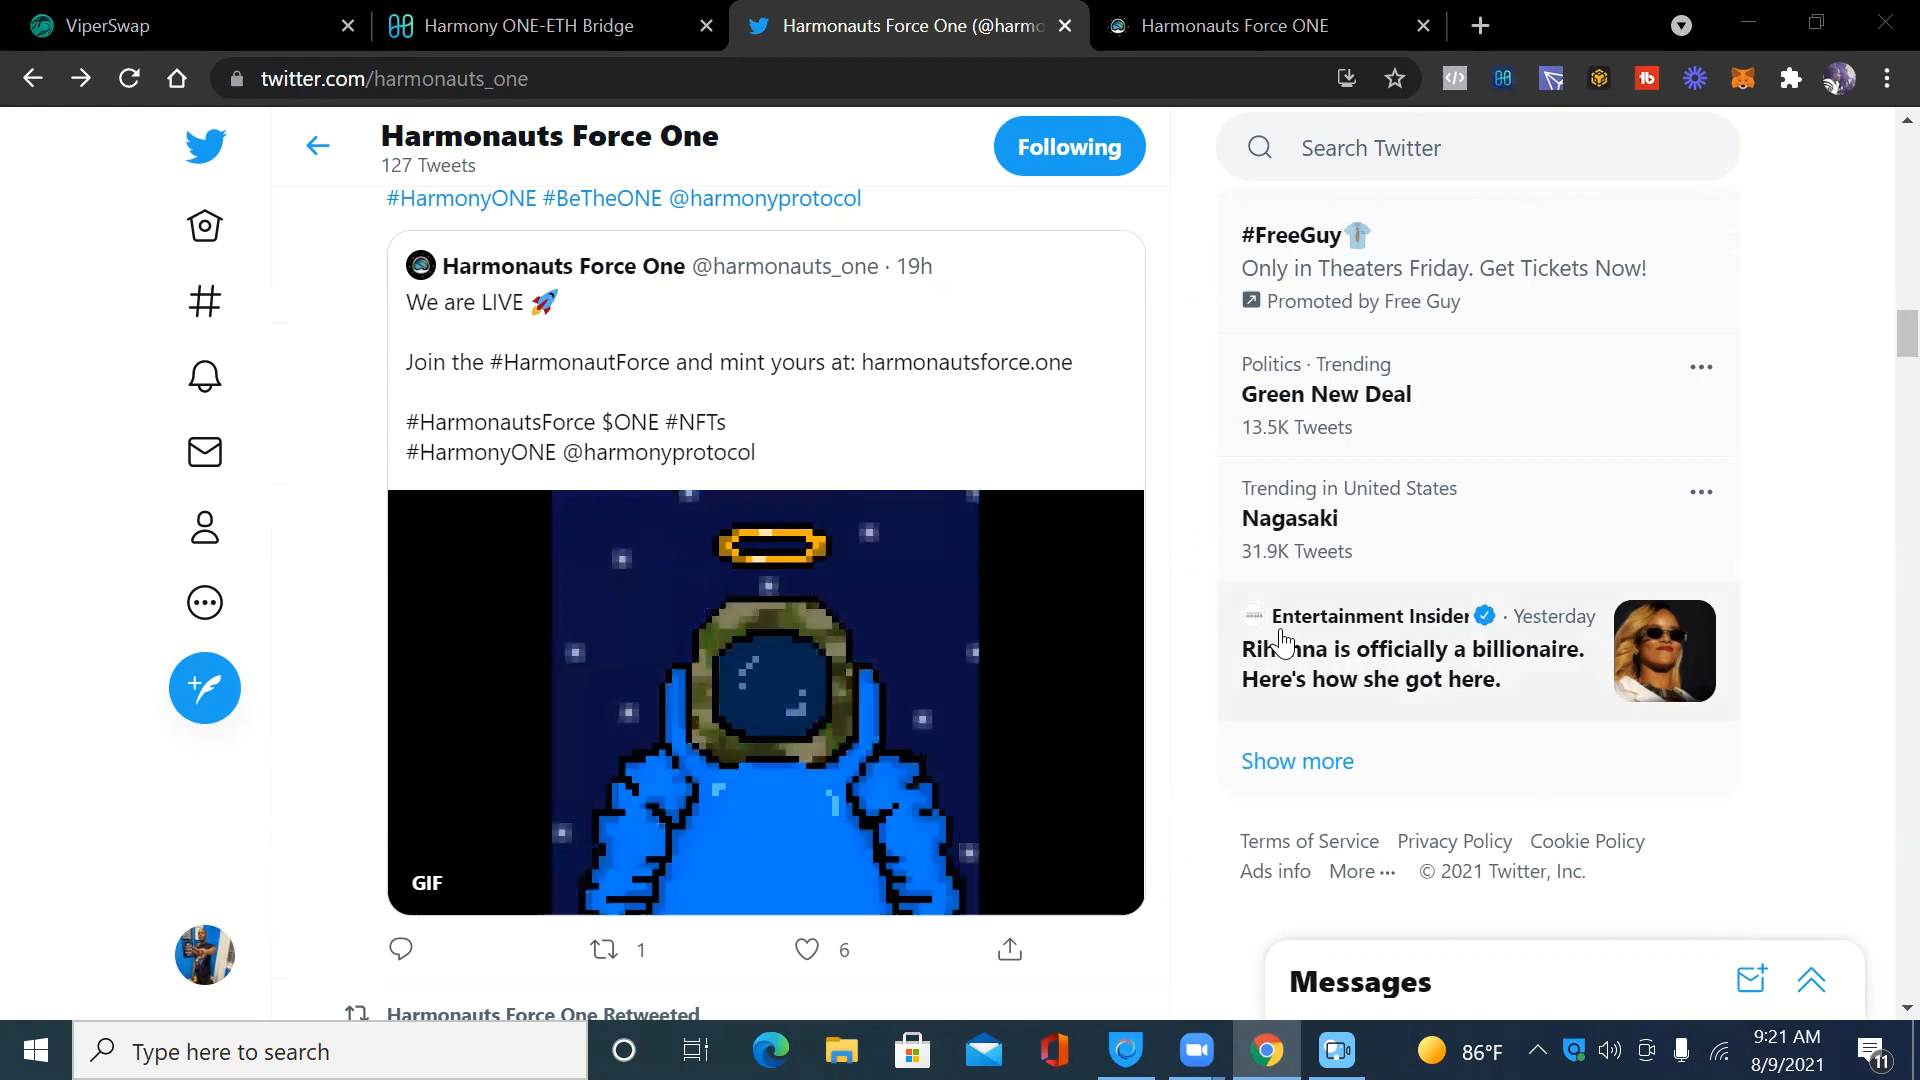 ViperSwap
Harmony ONE-ETH Bridge
Harmonauts Force One (@harmo
Harmonauts Force ONE
twitter.com/harmonauts_one
Harmonauts Force One
127 Tweets
Following
#HarmonyONE #BeTheONE @harmonyprotocol
Harmonauts Force One @harmonauts_one · 19h
We are LIVE 🚀
Join the #HarmonautForce and mint yours at: harmonautsforce.one
#HarmonautsForce $ONE #NFTs
#HarmonyONE @harmonyprotocol
GIF
1
6
Harmonauts Force One Retweeted
Search Twitter
#FreeGuy
Only in Theaters Friday. Get Tickets Now!
Promoted by Free Guy
Politics · Trending
Green New Deal
13.5K Tweets
Trending in United States
Nagasaki
31.9K Tweets
Entertainment Insider · Yesterday
Rihanna is officially a billionaire.
Here's how she got here.
Show more
Terms of Service Privacy Policy Cookie Policy
Ads info More ··· © 2021 Twitter, Inc.
Messages
Type here to search
86°F
9:21 AM
8/9/2021
11